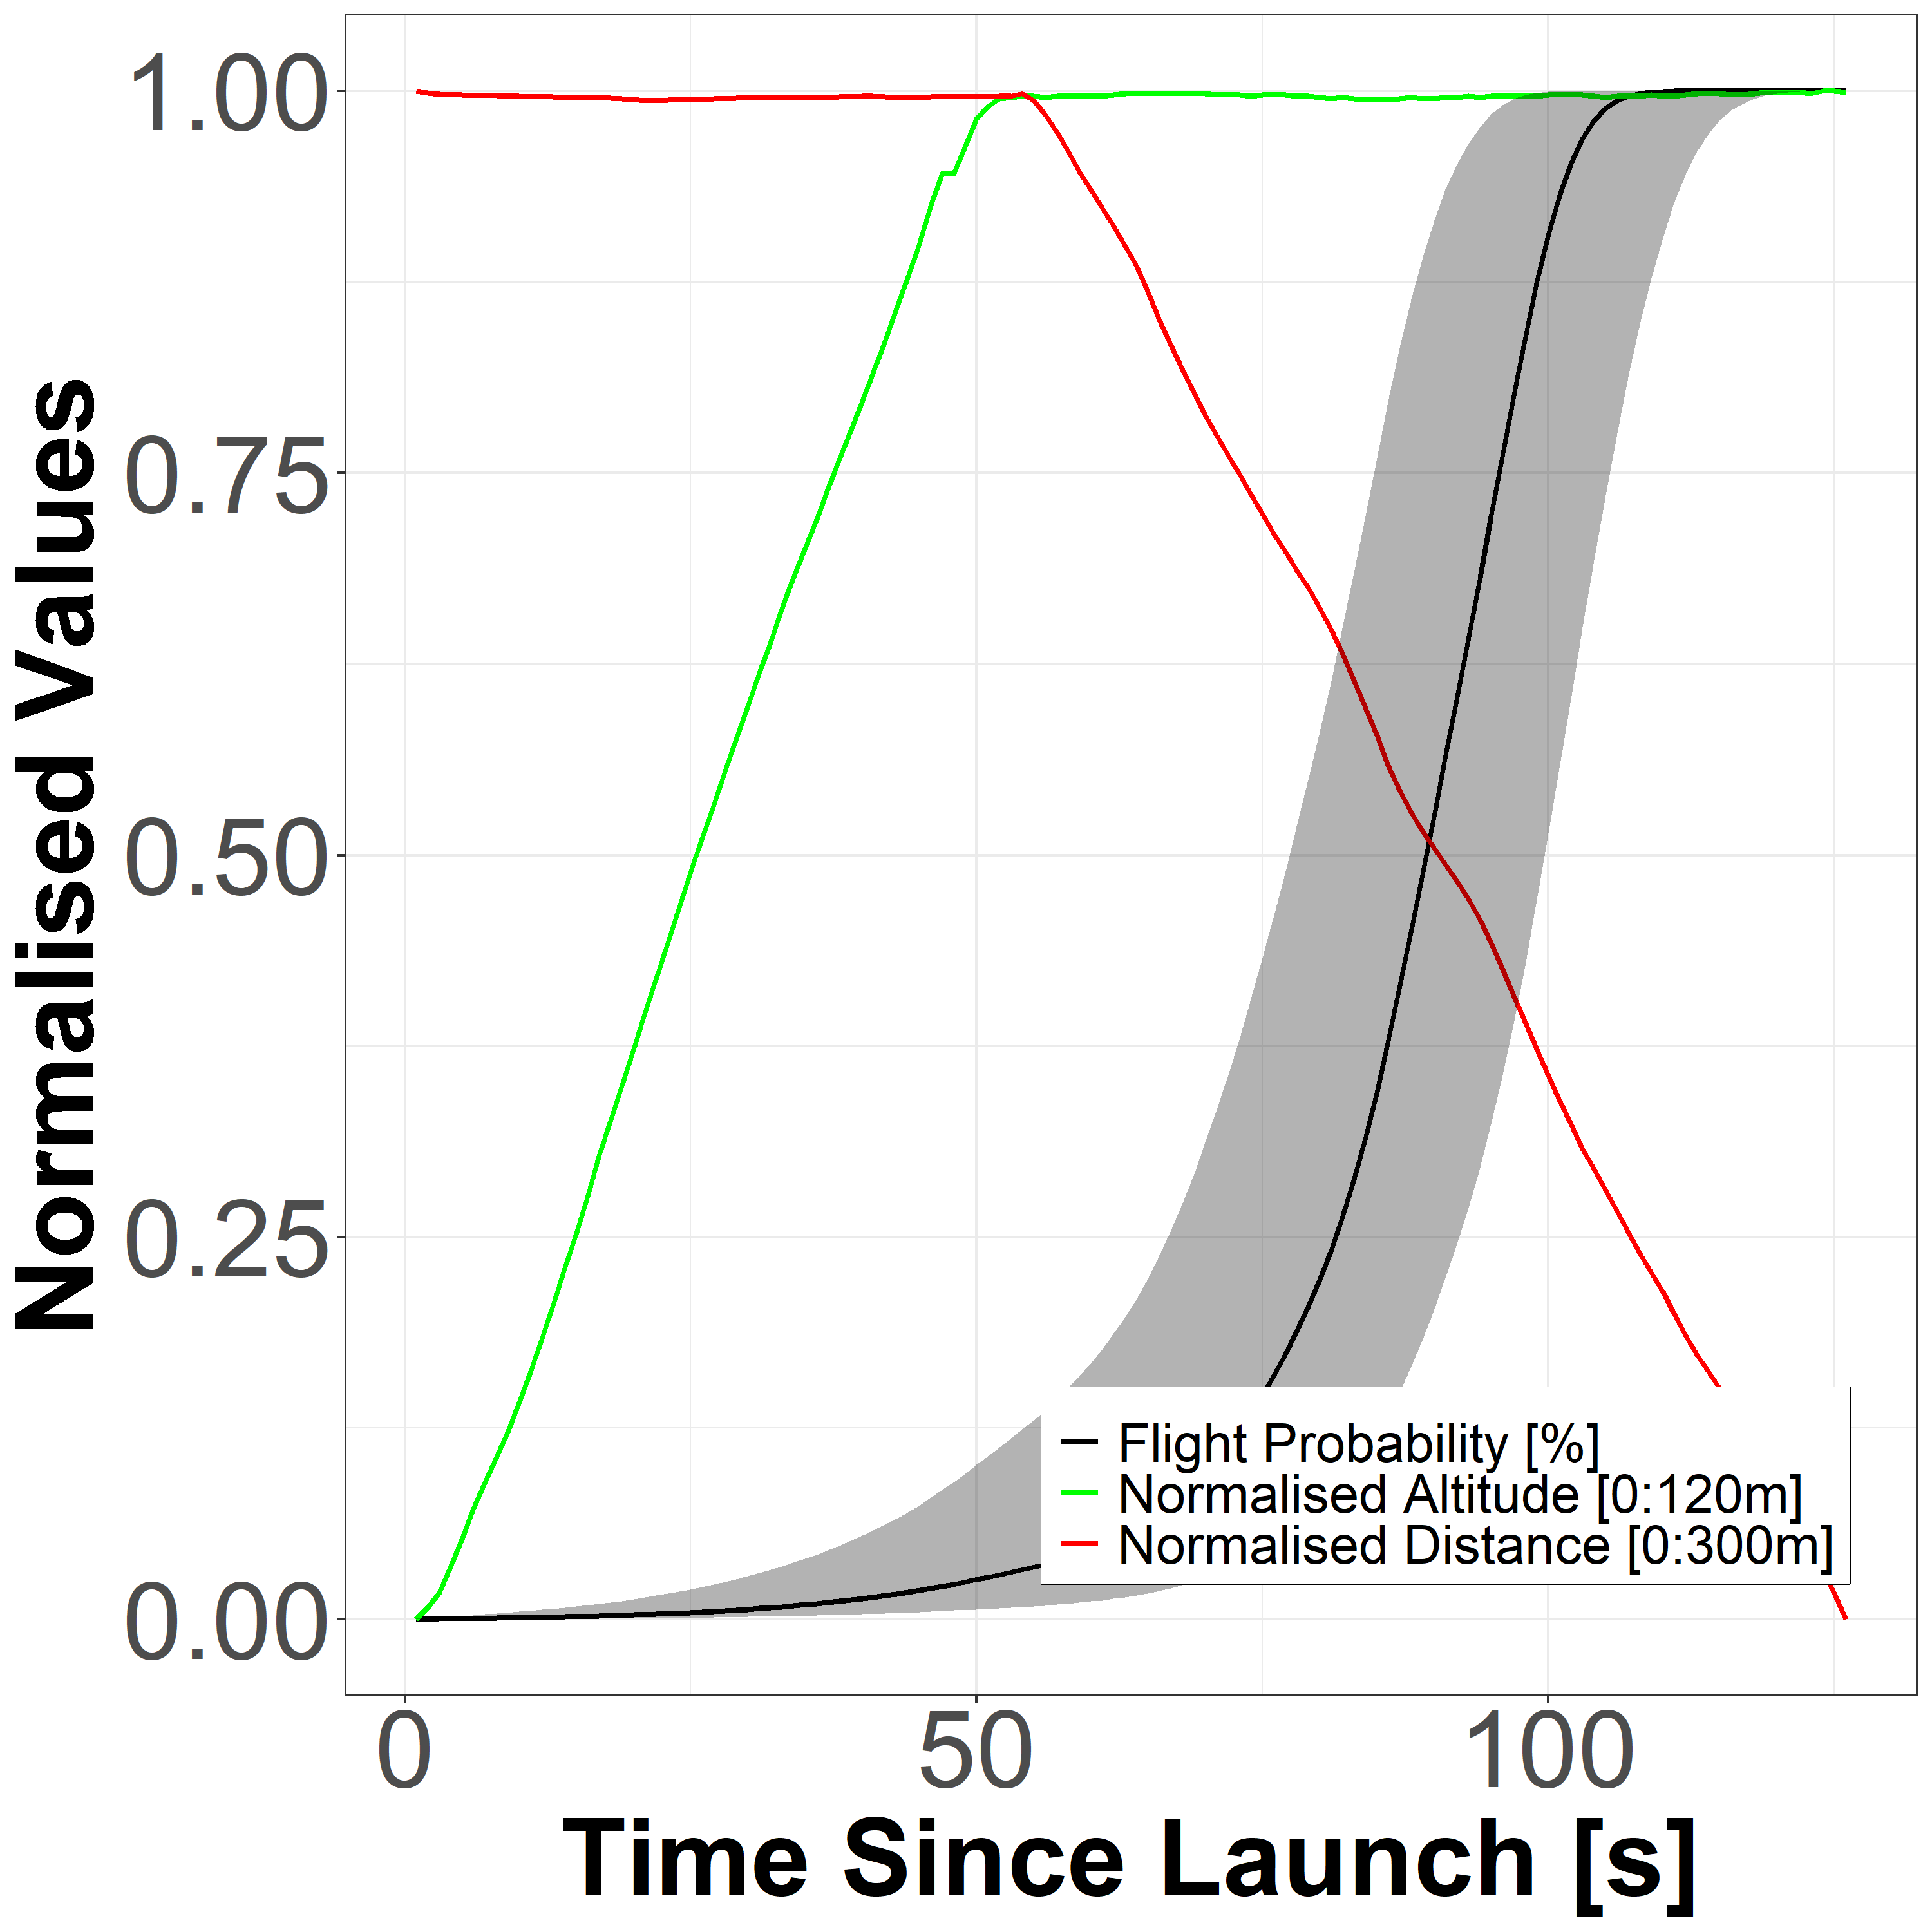 1.00
0.75
0.50
0.25
0.00
Normalised Values
Flight Probability [%]
Normalised Altitude [0:120m]
Normalised Distance [0:300m]
0 50 100
Time Since Launch [s]